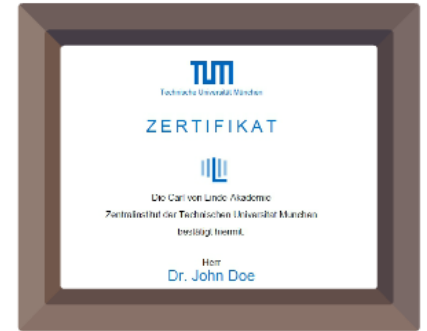 TUM
Technische Universität München
ZERTIFIKAT
Die Carl von Linde-Akademie
Zentralinstitut der Technischen Universität München
bestätigt hiermit,
Herr
Dr. John Doe